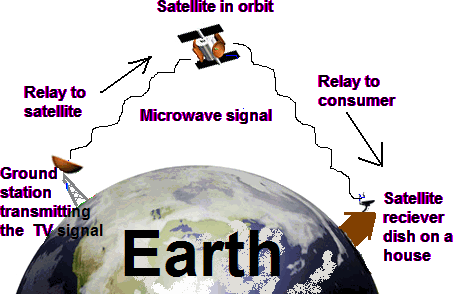 Satellite in orbit
Relay to
satellite
Relay to
consumer
Microwave signal
Ground
station
transmitting
the TV signal
Satellite
reciever
dish on a
house
Earth